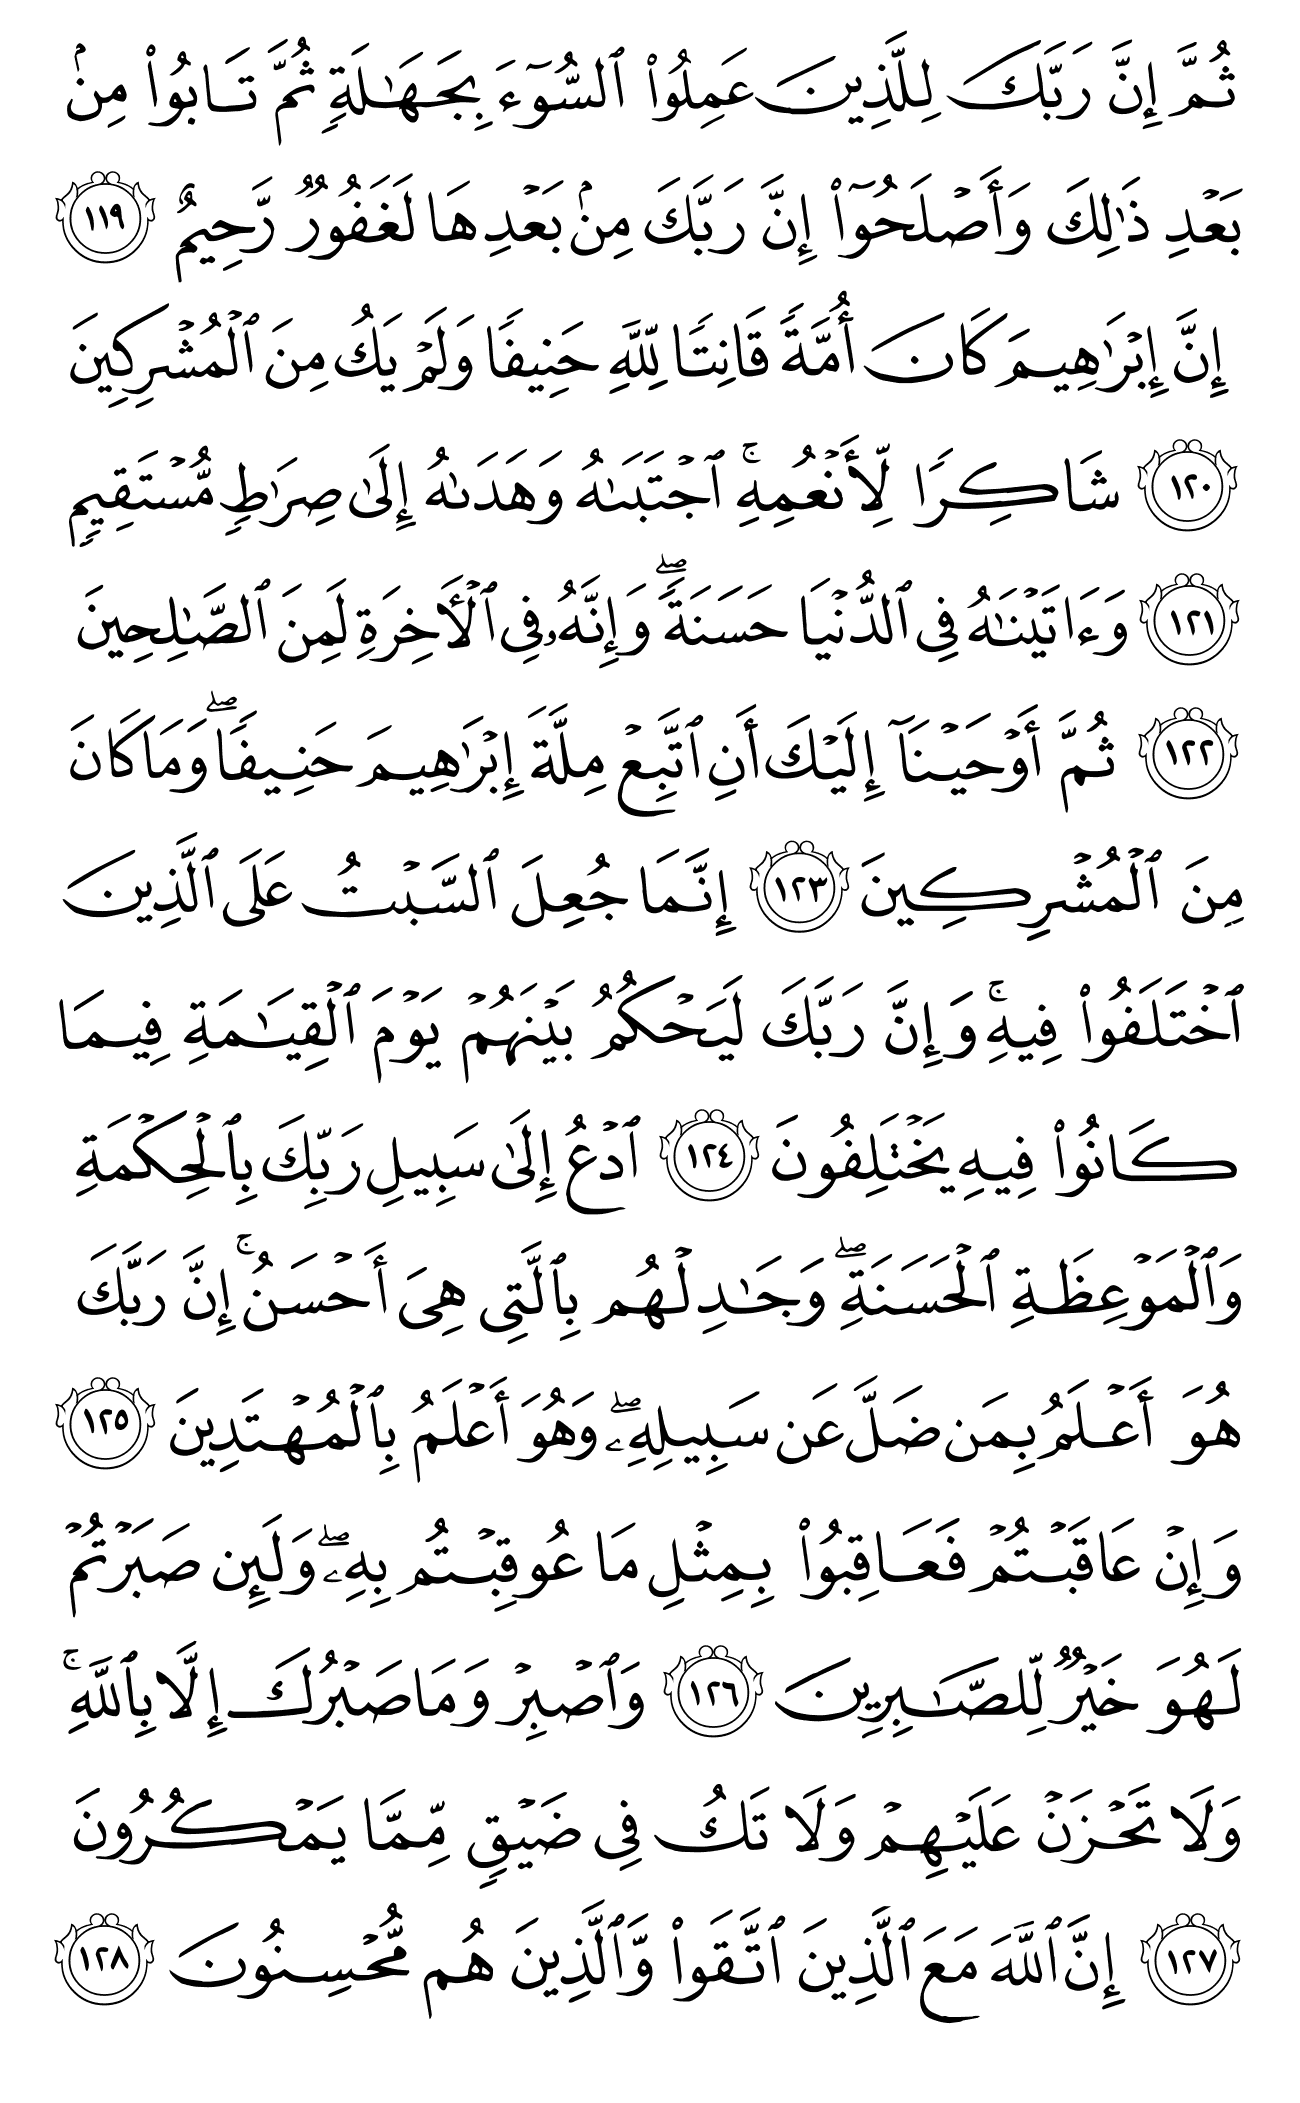 ثُمَّ إِنَّ رَبَّكَ لِلَّذِينَ عَمِلُوا۟ ٱلسُّوٓءَ بِجَهَـٰلَةٍ ثُمَّ تَابُوا۟ مِنۢ
بَعْدِ ذَٰلِكَ وَأَصْلَحُوٓا۟ إِنَّ رَبَّكَ مِنۢ بَعْدِهَا لَغَفُورٌ رَّحِيمٌ ١١٩
إِنَّ إِبْرَٰهِيمَ كَانَ أُمَّةً قَانِتًا لِّلَّهِ حَنِيفًا وَلَمْ يَكُ مِنَ ٱلْمُشْرِكِينَ
١٢٠ شَاكِرًا لِّأَنْعُمِهِ ۚ ٱجْتَبَىٰهُ وَهَدَىٰهُ إِلَىٰ صِرَٰطٍ مُّسْتَقِيمٍ
١٢١ وَءَاتَيْنَـٰهُ فِى ٱلدُّنْيَا حَسَنَةً ۖ وَإِنَّهُۥ فِى ٱلْـَٔاخِرَةِ لَمِنَ ٱلصَّـٰلِحِينَ
١٢٢ ثُمَّ أَوْحَيْنَآ إِلَيْكَ أَنِ ٱتَّبِعْ مِلَّةَ إِبْرَٰهِيمَ حَنِيفًا ۖ وَمَا كَانَ
مِنَ ٱلْمُشْرِكِينَ ١٢٣ إِنَّمَا جُعِلَ ٱلسَّبْتُ عَلَى ٱلَّذِينَ
ٱخْتَلَفُوا۟ فِيهِ ۚ وَإِنَّ رَبَّكَ لَيَحْكُمُ بَيْنَهُمْ يَوْمَ ٱلْقِيَـٰمَةِ فِيمَا
كَانُوا۟ فِيهِ يَخْتَلِفُونَ ١٢٤ ٱدْعُ إِلَىٰ سَبِيلِ رَبِّكَ بِٱلْحِكْمَةِ
وَٱلْمَوْعِظَةِ ٱلْحَسَنَةِ ۖ وَجَـٰدِلْهُم بِٱلَّتِى هِىَ أَحْسَنُ ۚ إِنَّ رَبَّكَ
هُوَ أَعْلَمُ بِمَن ضَلَّ عَن سَبِيلِهِۦ ۖ وَهُوَ أَعْلَمُ بِٱلْمُهْتَدِينَ ١٢٥
وَإِنْ عَاقَبْتُمْ فَعَاقِبُوا۟ بِمِثْلِ مَا عُوقِبْتُم بِهِۦ ۖ وَلَئِن صَبَرْتُمْ
لَهُوَ خَيْرٌ لِّلصَّـٰبِرِينَ ١٢٦ وَٱصْبِرْ وَمَا صَبْرُكَ إِلَّا بِٱللَّهِ ۚ
وَلَا تَحْزَنْ عَلَيْهِمْ وَلَا تَكُ فِى ضَيْقٍ مِّمَّا يَمْكُرُونَ
١٢٧ إِنَّ ٱللَّهَ مَعَ ٱلَّذِينَ ٱتَّقَوا۟ وَّٱلَّذِينَ هُم مُّحْسِنُونَ ١٢٨